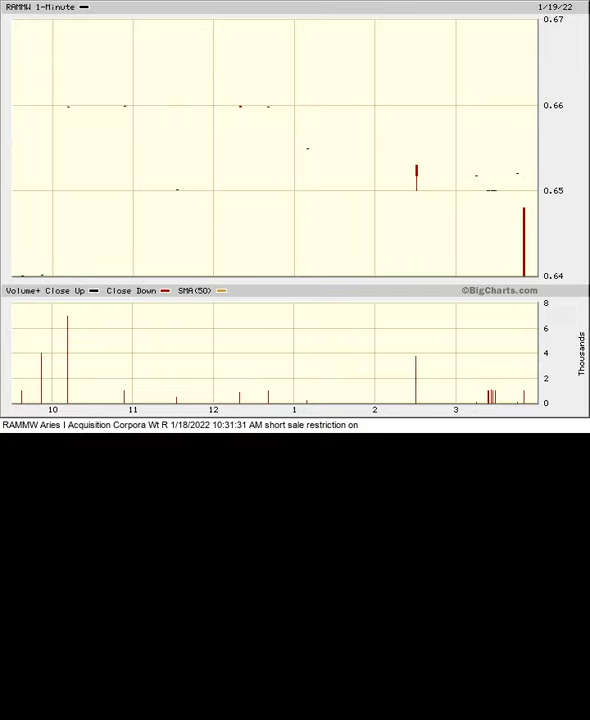 RAMMW 1-Minute
1/19/22
0.67
0.66
0.65
0.64
Volume+ Close Up Close Down SMA(50) ©BigCharts.com
8
6
4
2
0
Thousands
10 11 12 1 2 3
RAMMW Aries I Acquisition Corpora Wt R 1/18/2022 10:31:31 AM short sale restriction on